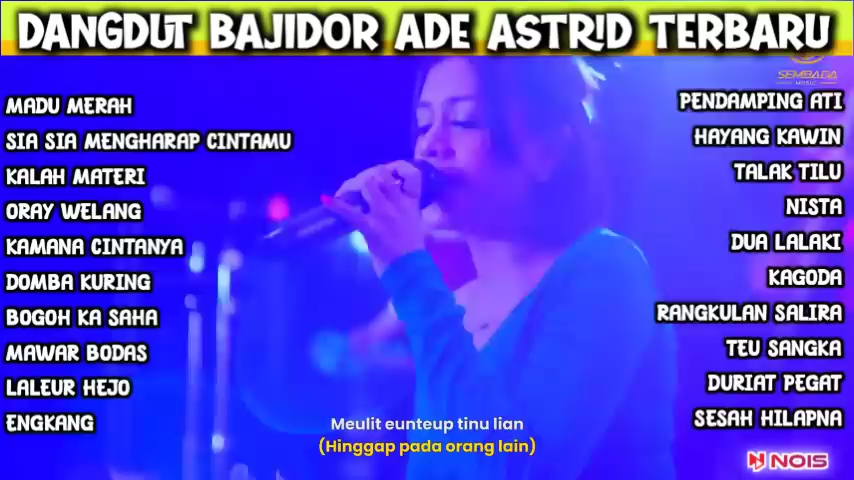 DANGDUT BAJIDOR ADE ASTRID TERBARU
SEMBADA
MUSIC
MADU MERAH
SIA SIA MENGHARAP CINTAMU
KALAH MATERI
ORAY WELANG
KAMANA CINTANYA
DOMBA KURING
BOGOH KA SAHA
MAWAR BODAS
LALEUR HEJO
ENGKANG
PENDAMPING ATI
HAYANG KAWIN
TALAK TILU
NISTA
DUA LALAKI
KAGODA
RANGKULAN SALIRA
TEU SANGKA
DURIAT PEGAT
SESAH HILAPNA
Meulit eunteup tinu lian
(Hinggap pada orang lain)
NOIS